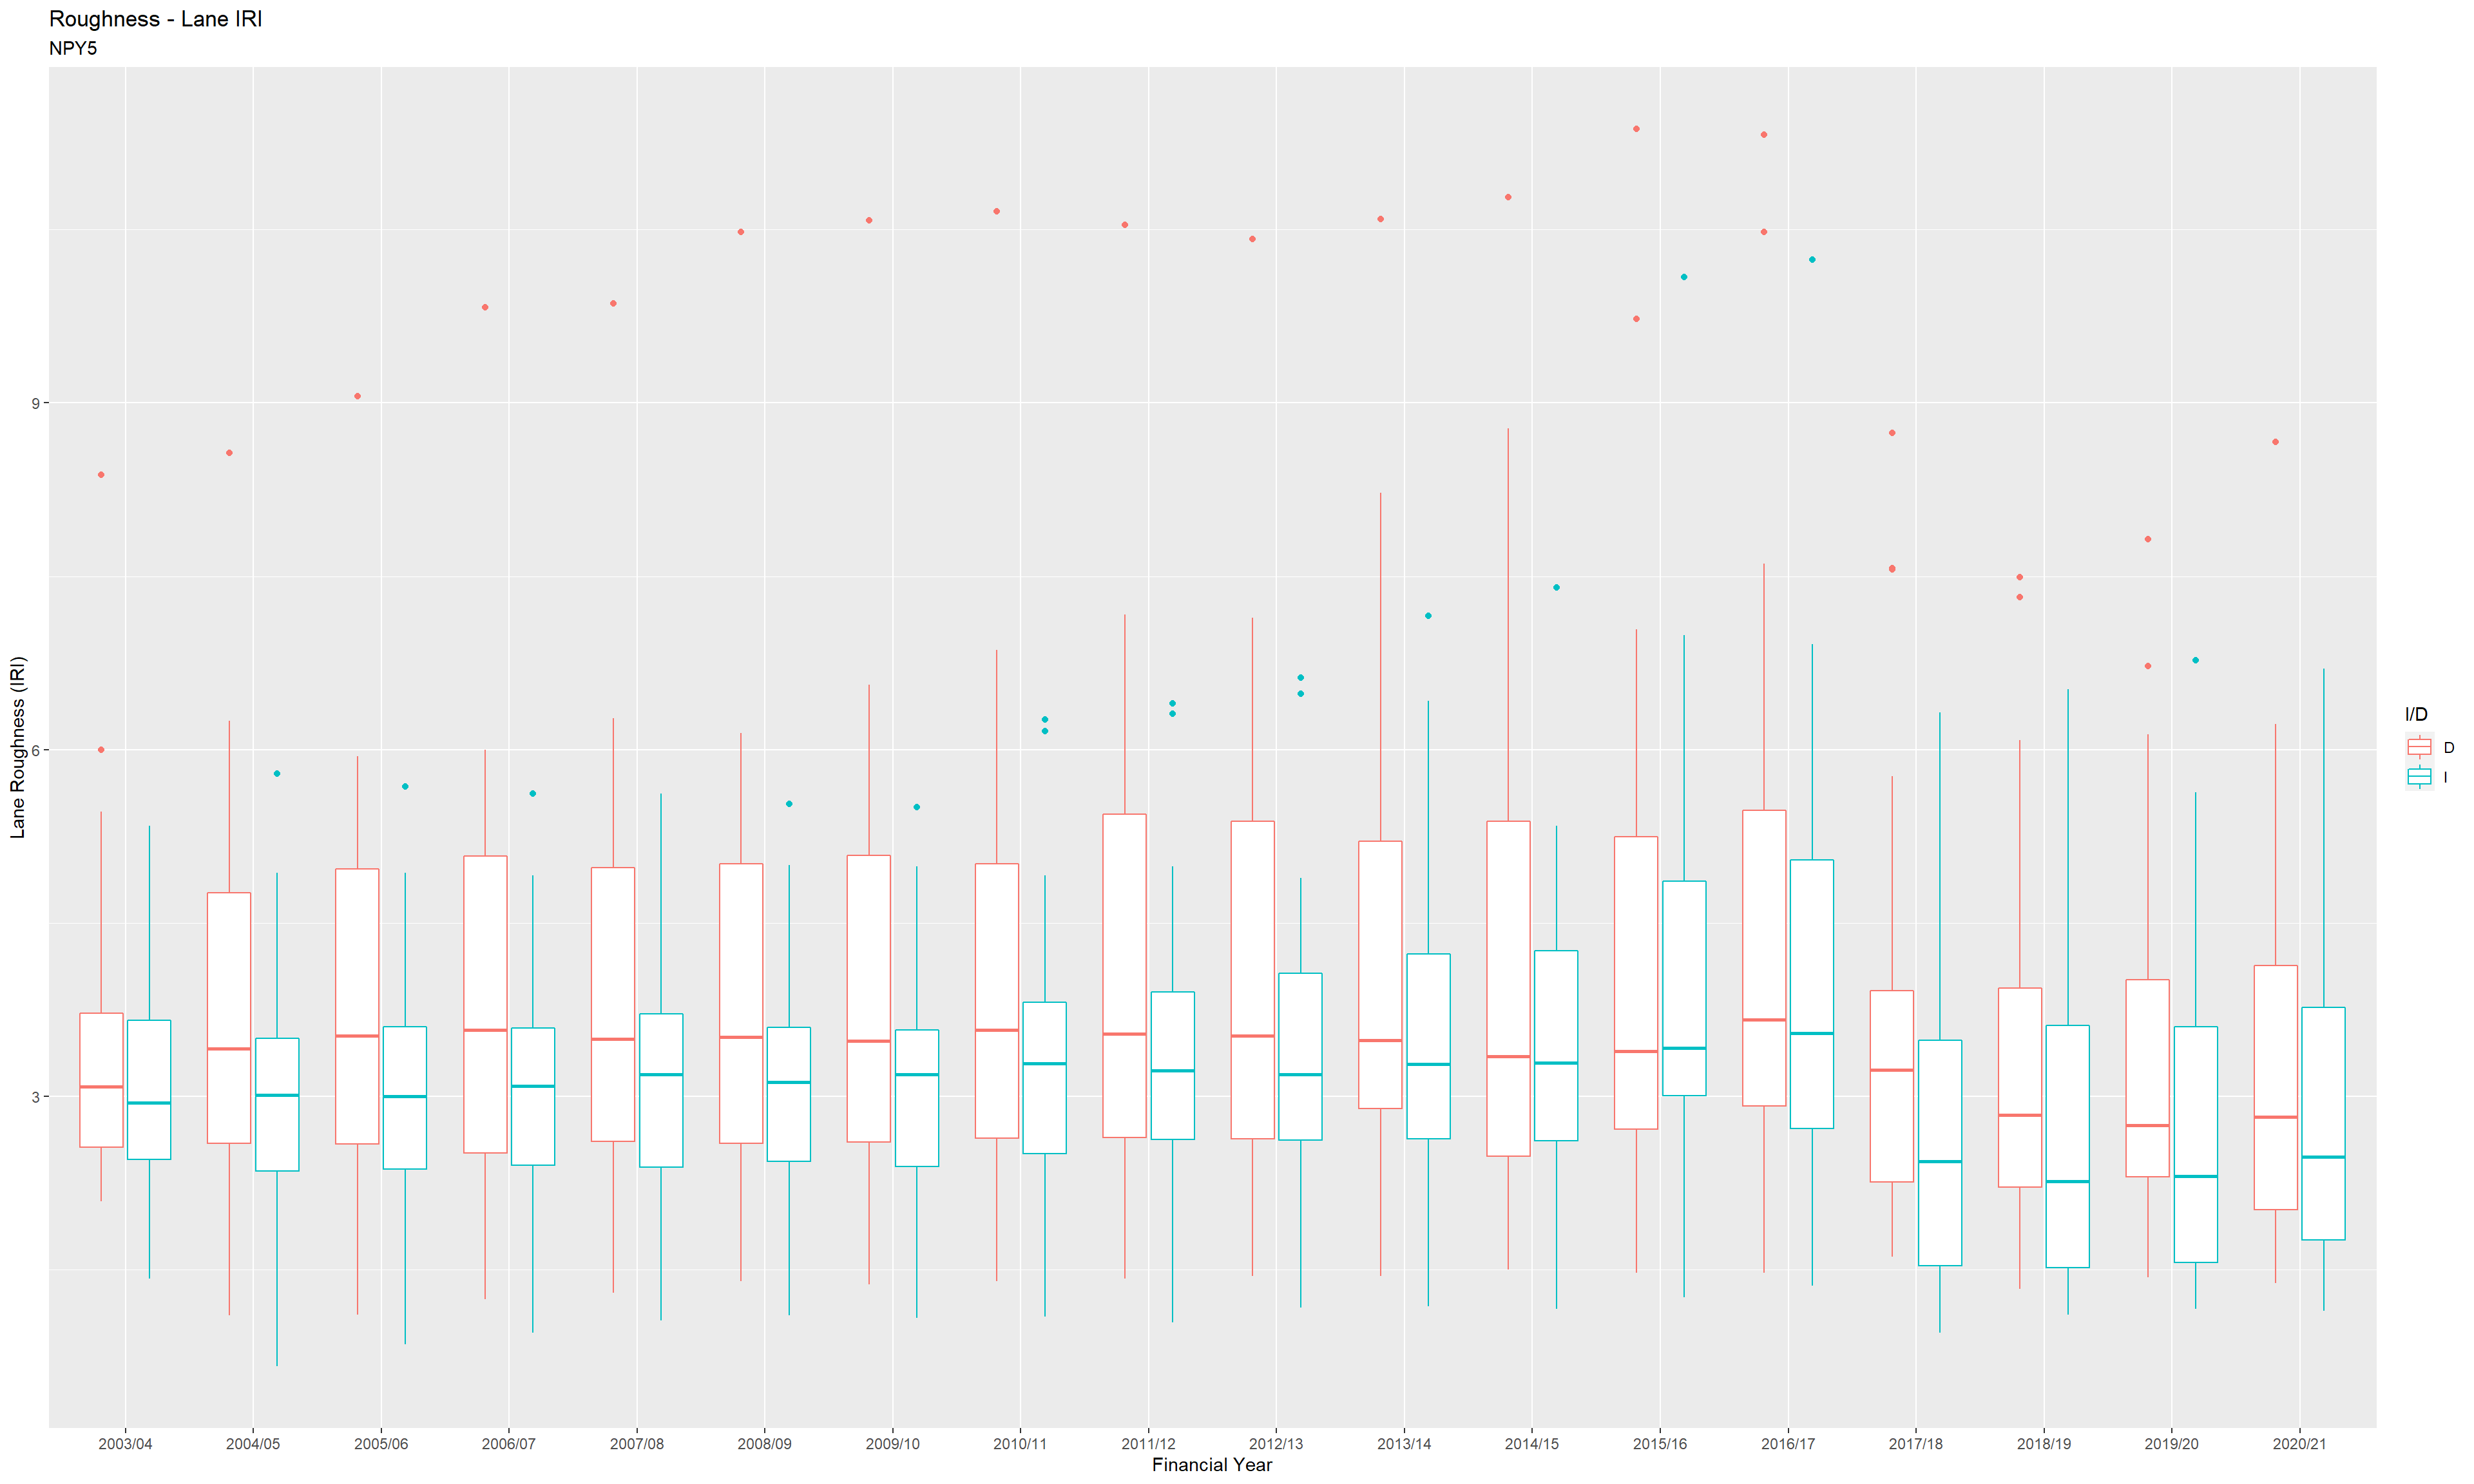 Roughness - Lane IRI
NPY5
Lane Roughness (IRI)
9
6
3
2003/04 2004/05 2005/06 2006/07 2007/08 2008/09 2009/10 2010/11 2011/12 2012/13 2013/14 2014/15 2015/16 2016/17 2017/18 2018/19 2019/20 2020/21
Financial Year
I/D
D
I